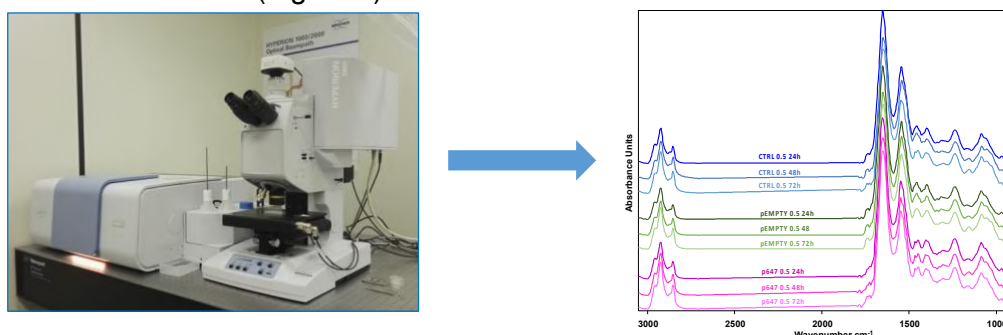 HYPERION 1000/2000
Optical Beampath
HYPERION
Absorbance Units
CTRL 0.5 24h
CTRL 0.5 48h
CTRL 0.5 72h
pEMPTY 0.5 24h
pEMPTY 0.5 48
pEMPTY 0.5 72h
p647 0.5 24h
p647 0.5 48h
p647 0.5 72h
3000
2500
2000
1500
Wavenumber cm-1